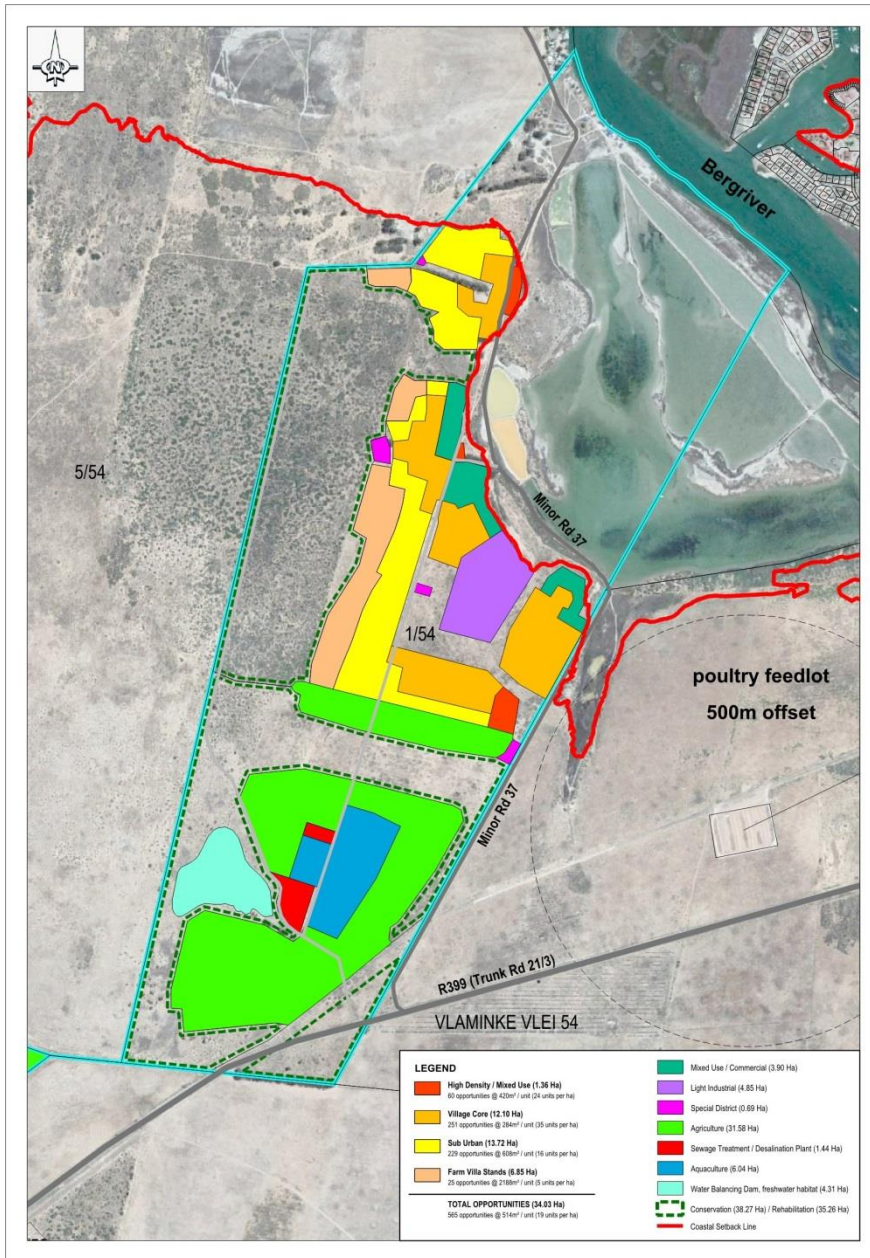 N
Bergriver
5/54
Minor Rd 37
1/54
poultry feedlot
500m offset
Minor Rd 37
R399 (Trunk Rd 21/3)
VLAMINKE VLEI 54
LEGEND
High Density / Mixed Use (1.36 Ha)
60 opportunities @ 420m² / unit (24 units per ha)
Village Core (12.10 Ha)
251 opportunities @ 284m² / unit (35 units per ha)
Sub Urban (13.72 Ha)
229 opportunities @ 608m² / unit (16 units per ha)
Farm Villa Stands (6.85 Ha)
25 opportunities @ 2188m² / unit (5 units per ha)
TOTAL OPPORTUNITIES (34.03 Ha)
565 opportunities @ 514m² / unit (19 units per ha)
Mixed Use / Commercial (3.90 Ha)
Light Industrial (4.85 Ha)
Special District (0.69 Ha)
Agriculture (31.58 Ha)
Sewage Treatment / Desalination Plant (1.44 Ha)
Aquaculture (6.04 Ha)
Water Balancing Dam, freshwater habitat (4.31 Ha)
Conservation (38.27 Ha) / Rehabilitation (35.26 Ha)
Coastal Setback Line